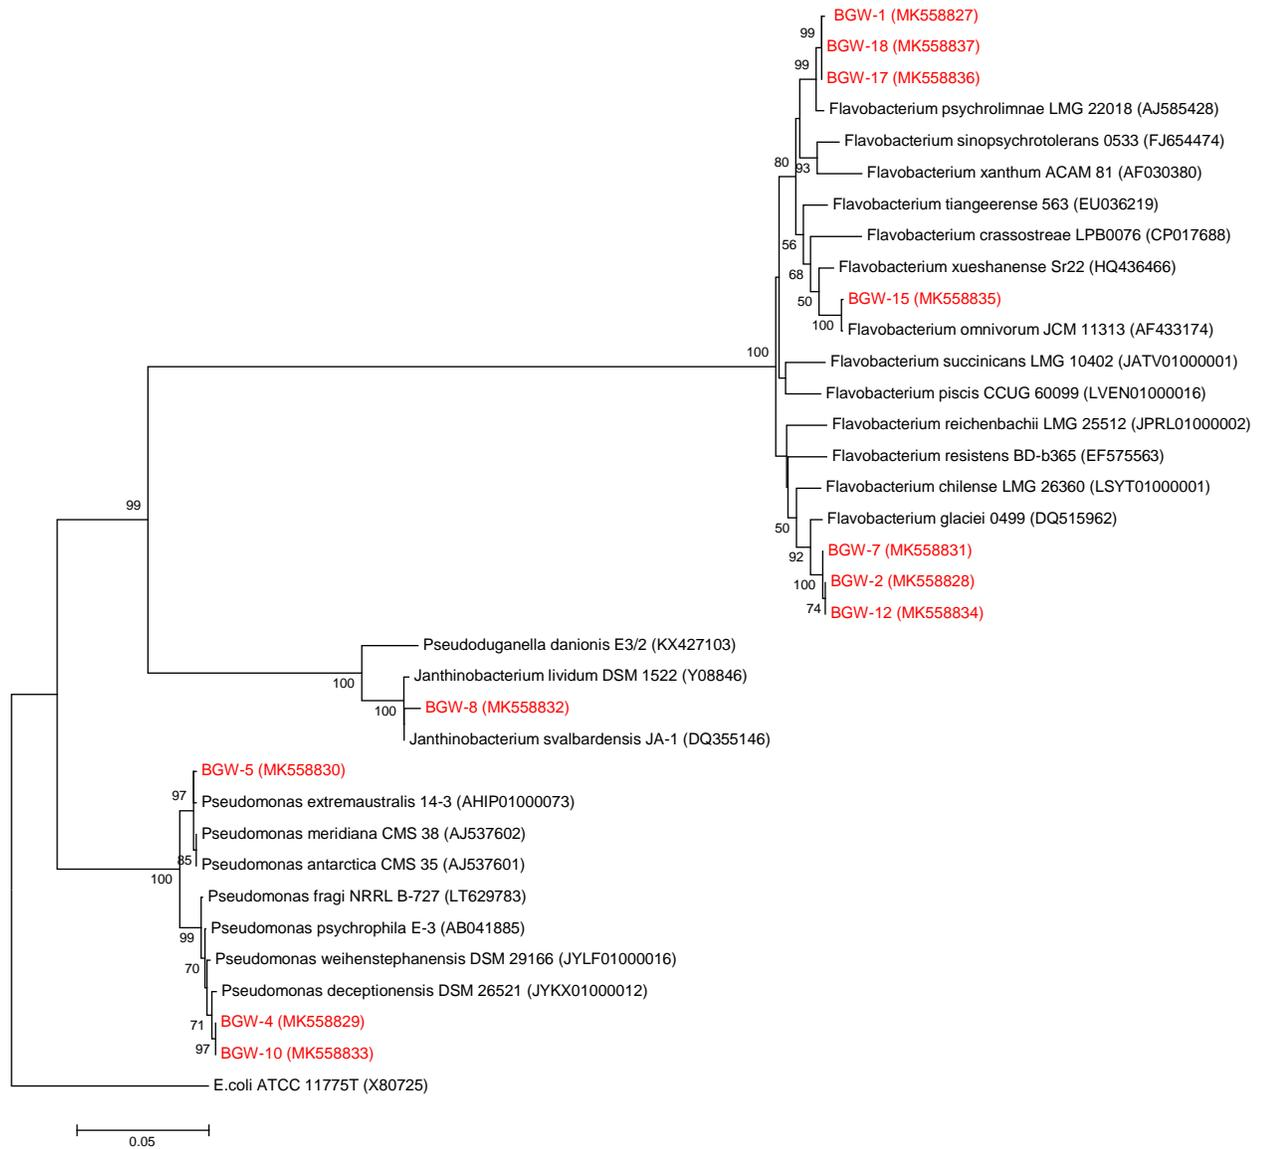 BGW-1 (MK558827)
99
BGW-18 (MK558837)
99
BGW-17 (MK558836)
Flavobacterium psychrolimnae LMG 22018 (AJ585428)
Flavobacterium sinopsychrotolerans 0533 (FJ654474)
80
93
Flavobacterium xanthum ACAM 81 (AF030380)
Flavobacterium tiangeerense 563 (EU036219)
Flavobacterium crassostreae LPB0076 (CP017688)
56
Flavobacterium xueshanense Sr22 (HQ436466)
68
BGW-15 (MK558835)
50
100
Flavobacterium omnivorum JCM 11313 (AF433174)
100
Flavobacterium succinicans LMG 10402 (JATV01000001)
Flavobacterium piscis CCUG 60099 (LVEN01000016)
Flavobacterium reichenbachii LMG 25512 (JPRL01000002)
Flavobacterium resistens BD-b365 (EF575563)
Flavobacterium chilense LMG 26360 (LSYT01000001)
99
Flavobacterium glaciei 0499 (DQ515962)
50
BGW-7 (MK558831)
92
BGW-2 (MK558828)
100
74
BGW-12 (MK558834)
Pseudoduganella danionis E3/2 (KX427103)
Janthinobacterium lividum DSM 1522 (Y08846)
100
BGW-8 (MK558832)
100
Janthinobacterium svalbardensis JA-1 (DQ355146)
BGW-5 (MK558830)
97
Pseudomonas extremaustralis 14-3 (AHIP01000073)
Pseudomonas meridiana CMS 38 (AJ537602)
85
Pseudomonas antarctica CMS 35 (AJ537601)
100
Pseudomonas fragi NRRL B-727 (LT629783)
Pseudomonas psychrophila E-3 (AB041885)
99
Pseudomonas weihenstephanensis DSM 29166 (JYLF01000016)
70
Pseudomonas deceptionensis DSM 26521 (JYKX01000012)
BGW-4 (MK558829)
71
97
BGW-10 (MK558833)
E.coli ATCC 11775T (X80725)
0.05